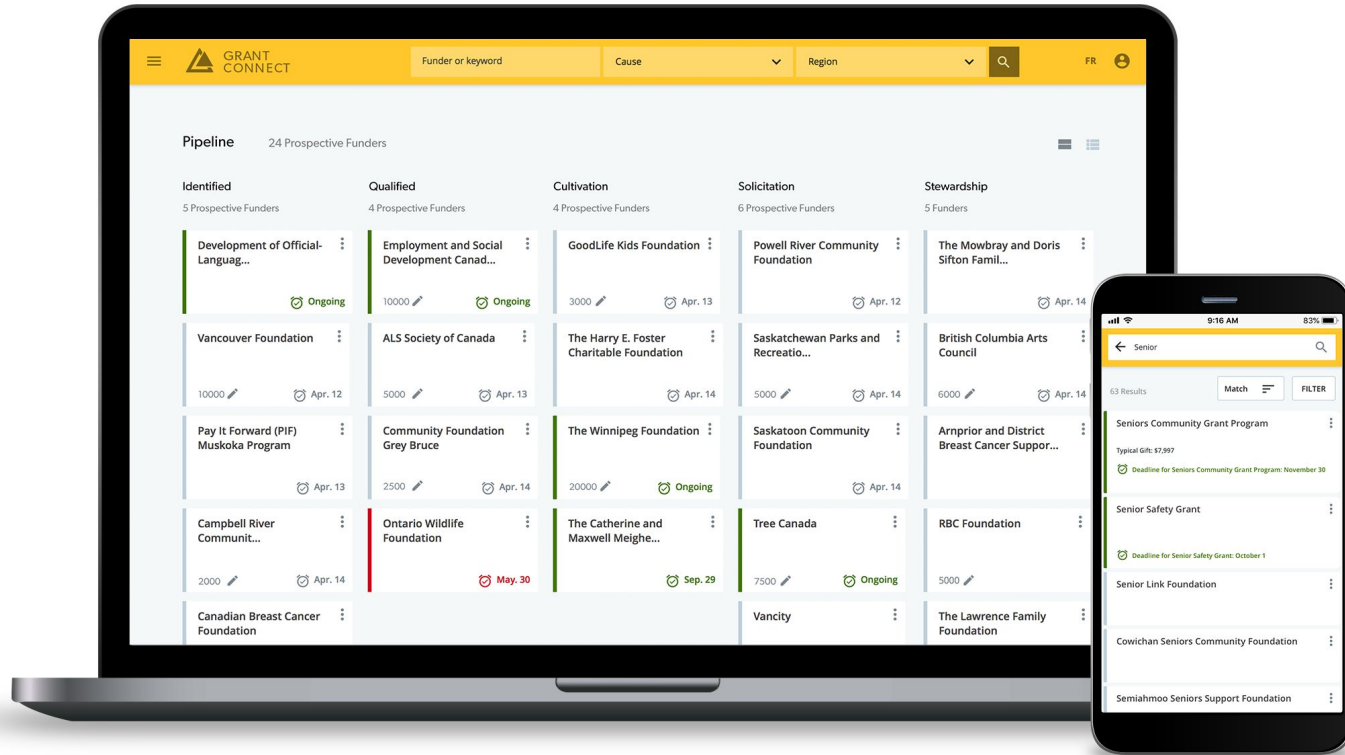 GRANT
CONNECT
Funder or keyword
Cause
Region
FR
Pipeline
24 Prospective Funders
Identified
5 Prospective Funders
Development of Official-
Languag...
Ongoing
Vancouver Foundation
10000
Apr. 12
Pay It Forward (PIF)
Muskoka Program
Apr. 13
Campbell River
Communit...
2000
Apr. 14
Canadian Breast Cancer
Foundation
Qualified
4 Prospective Funders
Employment and Social
Development Canad...
10000
Ongoing
ALS Society of Canada
5000
Apr. 13
Community Foundation
Grey Bruce
2500
Apr. 14
Ontario Wildlife
Foundation
May. 30
Cultivation
4 Prospective Funders
GoodLife Kids Foundation
3000
Apr. 13
The Harry E. Foster
Charitable Foundation
Apr. 14
The Winnipeg Foundation
20000
Ongoing
The Catherine and
Maxwell Meighe...
Sep. 29
Solicitation
6 Prospective Funders
Powell River Community
Foundation
Apr. 12
Saskatchewan Parks and
Recreatio...
5000
Apr. 14
Saskatoon Community
Foundation
Apr. 14
Tree Canada
7500
Ongoing
Vancity
Stewardship
5 Funders
The Mowbray and Doris
Sifton Famil...
Apr. 14
British Columbia Arts
Council
6000
Apr. 14
Arnprior and District
Breast Cancer Suppor...
RBC Foundation
5000
The Lawrence Family
Foundation
9:16 AM
83%
Senior
63 Results
Match
FILTER
Seniors Community Grant Program
Typical Gift: $7,997
Deadline for Seniors Community Grant Program: November 30
Senior Safety Grant
Deadline for Senior Safety Grant: October 1
Senior Link Foundation
Cowichan Seniors Community Foundation
Semiahmoo Seniors Support Foundation